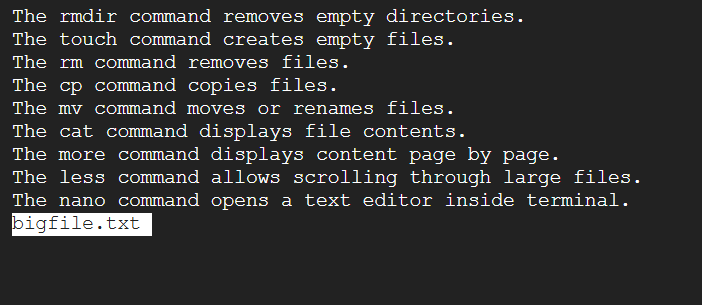 The rmdir command removes empty directories.
The touch command creates empty files.
The rm command removes files.
The cp command copies files.
The mv command moves or renames files.
The cat command displays file contents.
The more command displays content page by page.
The less command allows scrolling through large files.
The nano command opens a text editor inside terminal.
bigfile.txt